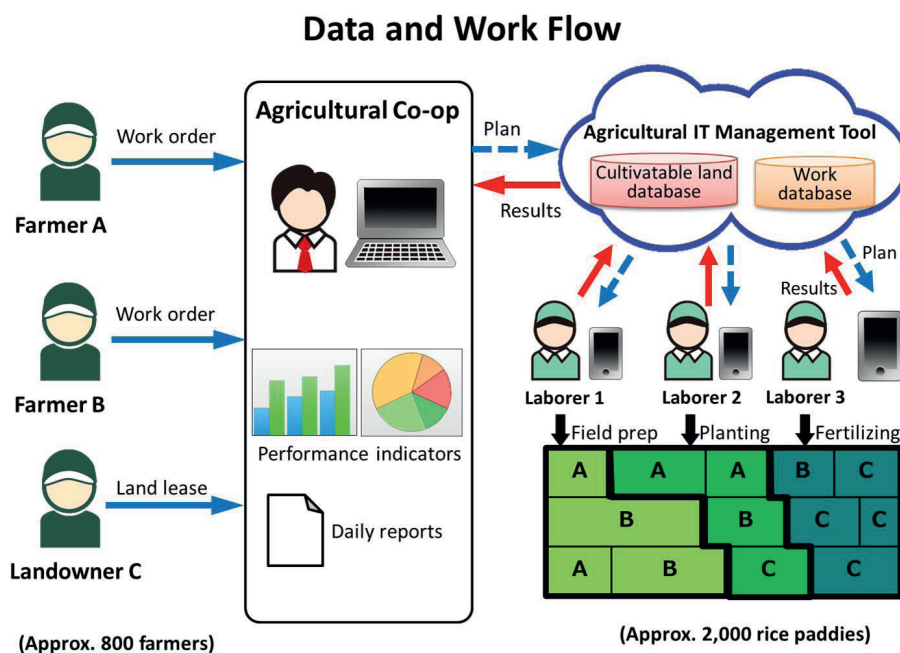 Data and Work Flow
Work order
Farmer A
Work order
Farmer B
Land lease
Landowner C
(Approx. 800 farmers)
Agricultural Co-op
Performance indicators
Daily reports
Plan
Results
Agricultural IT Management Tool
Cultivatable land
database
Work
database
Plan
Results
Laborer 1
Laborer 2
Laborer 3
Field prep
Planting
Fertilizing
A A A B C
B B C C
A B C C
(Approx. 2,000 rice paddies)